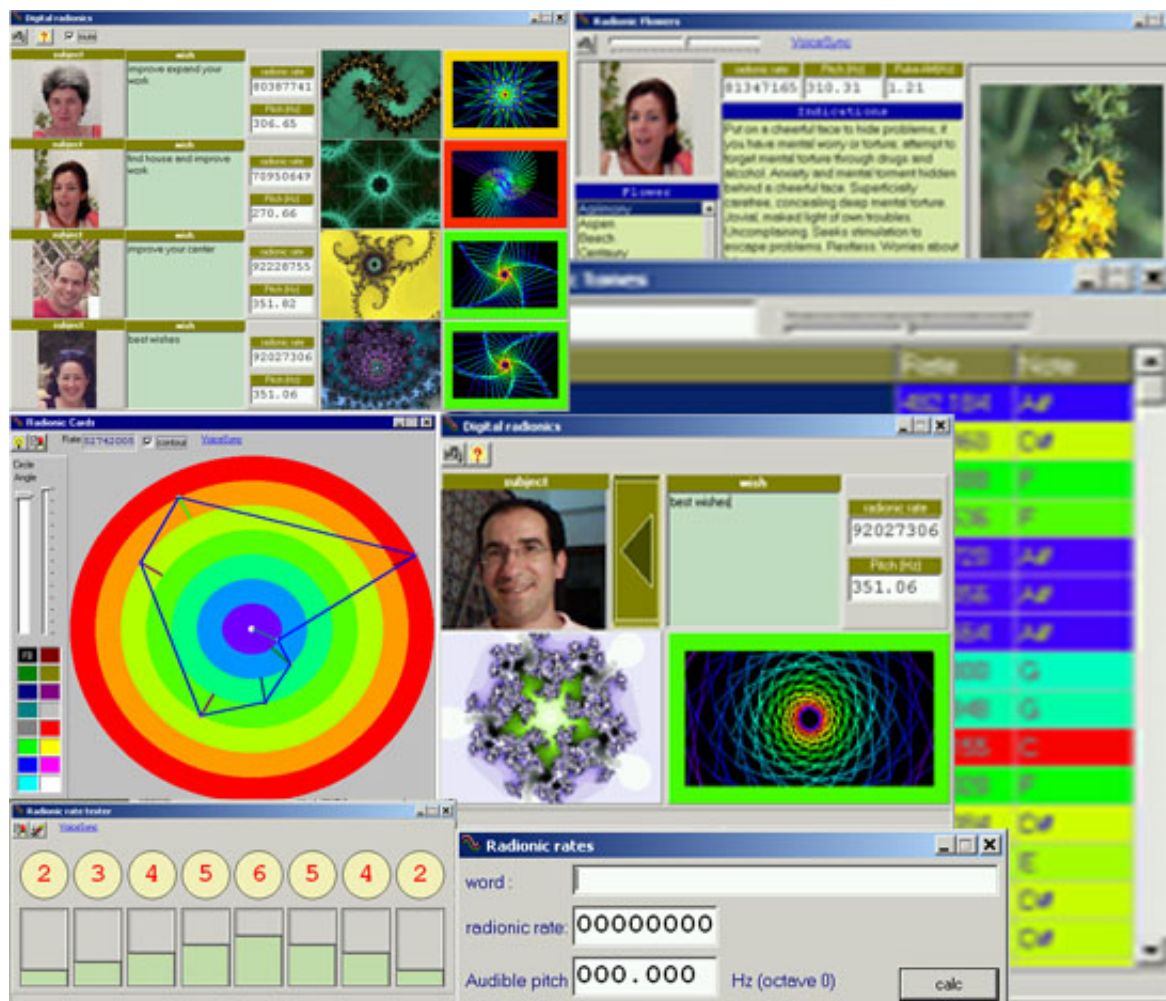 Digital radionics
mute
subject
wish
improve expand your
work
radionic rate
80387741
Pitch (Hz)
306.65
subject
wish
find house and improve
work
radionic rate
70950649
Pitch (Hz)
270.66
subject
wish
improve your center
radionic rate
92228755
Pitch (Hz)
351.82
subject
wish
best wishes
radionic rate
92027306
Pitch (Hz)
351.06
Radionic Flowers
VoiceSync
radionic rate
Pitch (Hz)
81347165
310.31
1.21
Indications
Put on a cheerful face to hide problems, if
you have mental worry or torture, attempt to
forget mental torture through drugs and
alcohol. Anxiety and mental torment hidden
behind a cheerful face. Superficially
carefree, concealing deep mental torture.
Jovial, maked light of own troubles.
Uncomplaining. Seeks stimulation to
escape problems. Restless. Worries about
Flower
Agrimony
Aspen
Beech
Centaury
Rate
Note
A#
D#
F
F
A#
A#
A#
G
G
C
F
D#
E
D#
D#
Radionic Cards
Rate
52742005
contour
VoiceSync
Circle
Angle
Digital radionics
subject
wish
best wishes
radionic rate
92027306
Pitch (Hz)
351.06
Radionic rate tester
VoiceSync
2 3 4 5 6 5 4 2
Radionic rates
word :
radionic rate: 00000000
Audible pitch 000.000 Hz (octave 0)
calc